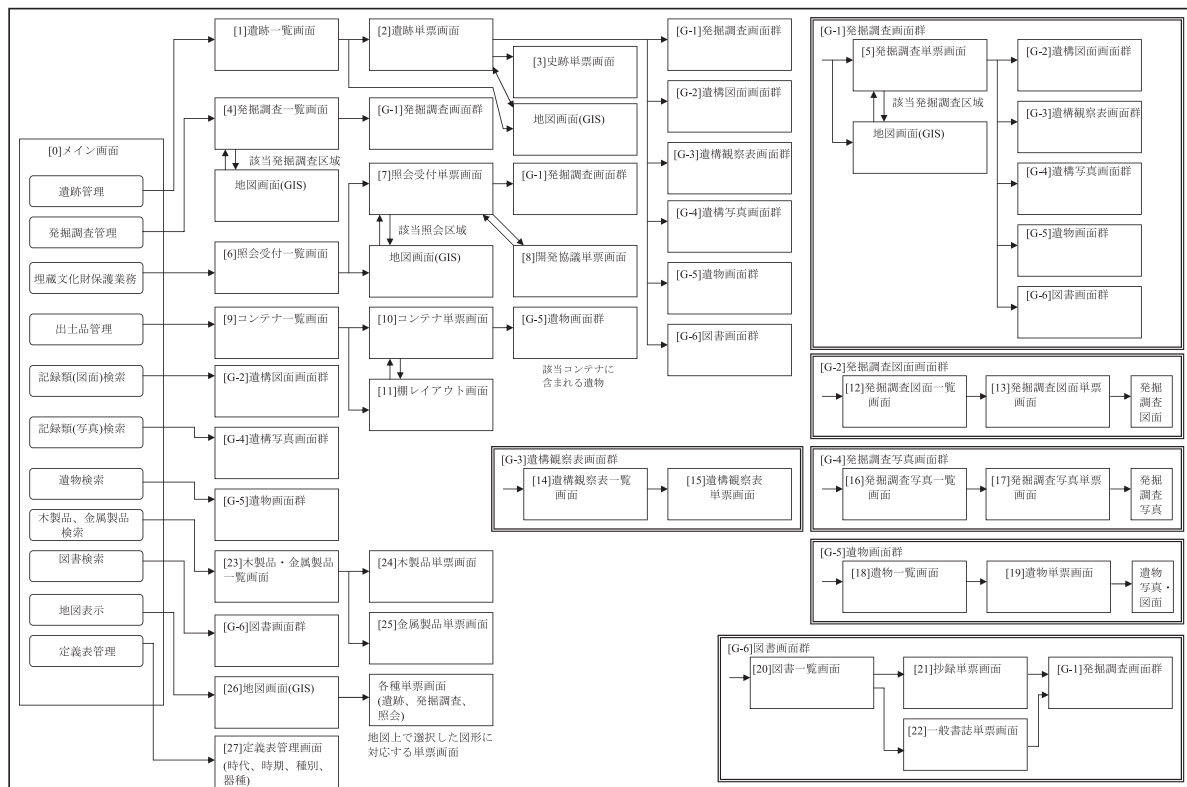 [0]メイン画面
遺跡管理
発掘調査管理
埋蔵文化財保護業務
出土品管理
記録類(図面)検索
記録類(写真)検索
遺物検索
木製品、金属製品
検索
図書検索
地図表示
定義表管理
[1]遺跡一覧画面
[2]遺跡単票画面
[3]史跡単票画面
地図画面(GIS)
[4]発掘調査一覧画面
[G-1]発掘調査画面群
該当発掘調査区域
地図画面(GIS)
[6]照会受付一覧画面
[7]照会受付単票画面
[G-1]発掘調査画面群
該当照会区域
地図画面(GIS)
[8]開発協議単票画面
[9]コンテナ一覧画面
[10]コンテナ単票画面
[G-5]遺物画面群
該当コンテナに
含まれる遺物
[11]棚レイアウト画面
[G-2]遺構図面画面群
[G-4]遺構写真画面群
[G-5]遺物画面群
[23]木製品・金属製品
一覧画面
[24]木製品単票画面
[25]金属製品単票画面
[G-6]図書画面群
[26]地図画面(GIS)
各種単票画面
(遺跡、発掘調査、
照会)
地図上で選択した図形に
対応する単票画面
[27]定義表管理画面
(時代、時期、種別、
器種)
[G-1]発掘調査画面群
[G-2]遺構図面画面群
[G-3]遺構観察表画面群
[G-4]遺構写真画面群
[G-5]遺物画面群
[G-6]図書画面群
[G-1]発掘調査画面群
[5]発掘調査単票画面
該当発掘調査区域
地図画面(GIS)
[G-2]遺構図面画面群
[G-3]遺構観察表画面群
[G-4]遺構写真画面群
[G-5]遺物画面群
[G-6]図書画面群
[G-2]発掘調査図面画面群
[12]発掘調査図面一覧
画面
[13]発掘調査図面単票
画面
発掘
調査
図面
[G-3]遺構観察表画面群
[14]遺構観察表一覧
画面
[15]遺構観察表
単票画面
[G-4]発掘調査写真画面群
[16]発掘調査写真一覧
画面
[17]発掘調査写真単票
画面
発掘
調査
写真
[G-5]遺物画面群
[18]遺物一覧画面
[19]遺物単票画面
遺物
写真・
図面
[G-6]図書画面群
[20]図書一覧画面
[21]抄録単票画面
[22]一般書誌単票画面
[G-1]発掘調査画面群